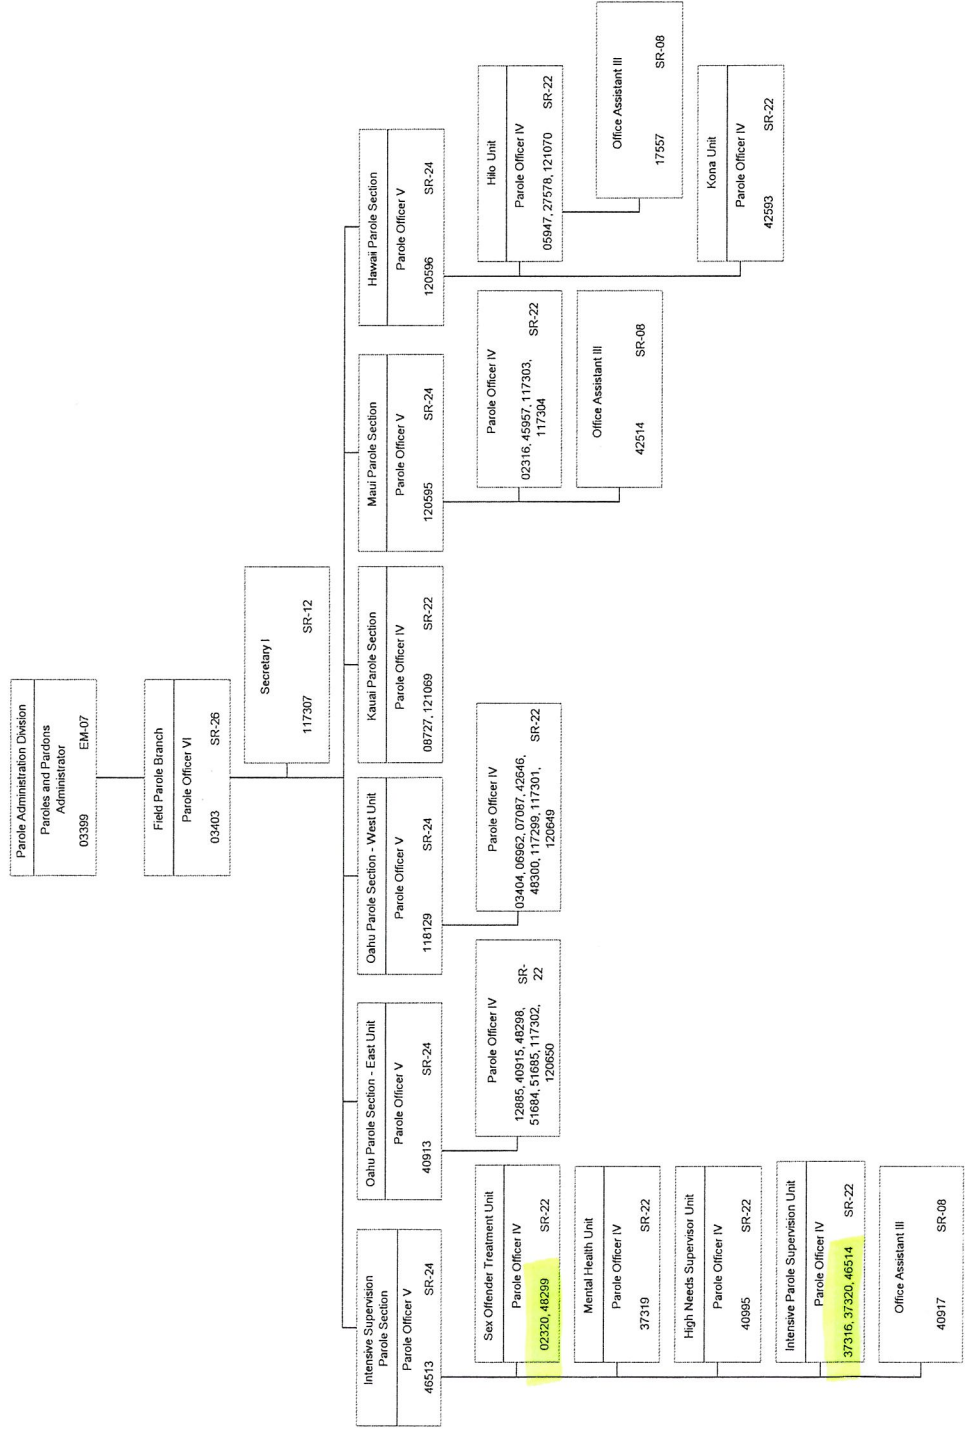 Parole Administration Division
Paroles and Pardons
Administrator
03399 EM-07
Field Parole Branch
Parole Officer VI
03403 SR-26
Secretary I
117307 SR-12
Intensive Supervision
Parole Section
Parole Officer V
46513 SR-24
Sex Offender Treatment Unit
Parole Officer IV
02320, 48299 SR-22
Mental Health Unit
Parole Officer IV
37319 SR-22
High Needs Supervisor Unit
Parole Officer IV
40995 SR-22
Intensive Parole Supervision Unit
Parole Officer IV
37316, 37320, 46514 SR-22
Office Assistant III
40917 SR-08
Oahu Parole Section - East Unit
Parole Officer V
40913 SR-24
Parole Officer IV
12885, 40915, 48298, SR-
51684, 51685, 117302, 22
120650
Oahu Parole Section - West Unit
Parole Officer V
118129 SR-24
Parole Officer IV
03404, 06962, 07087, 42646,
48300, 117299, 117301, SR-22
120649
Kauai Parole Section
Parole Officer IV
08727, 121069 SR-22
Maui Parole Section
Parole Officer V
120595 SR-24
Parole Officer IV
02316, 45957, 117303, SR-22
117304
Office Assistant III
42514 SR-08
Hawaii Parole Section
Parole Officer V
120596 SR-24
Hilo Unit
Parole Officer IV
05947, 27578, 121070 SR-22
Office Assistant III
17557 SR-08
Kona Unit
Parole Officer IV
42593 SR-22